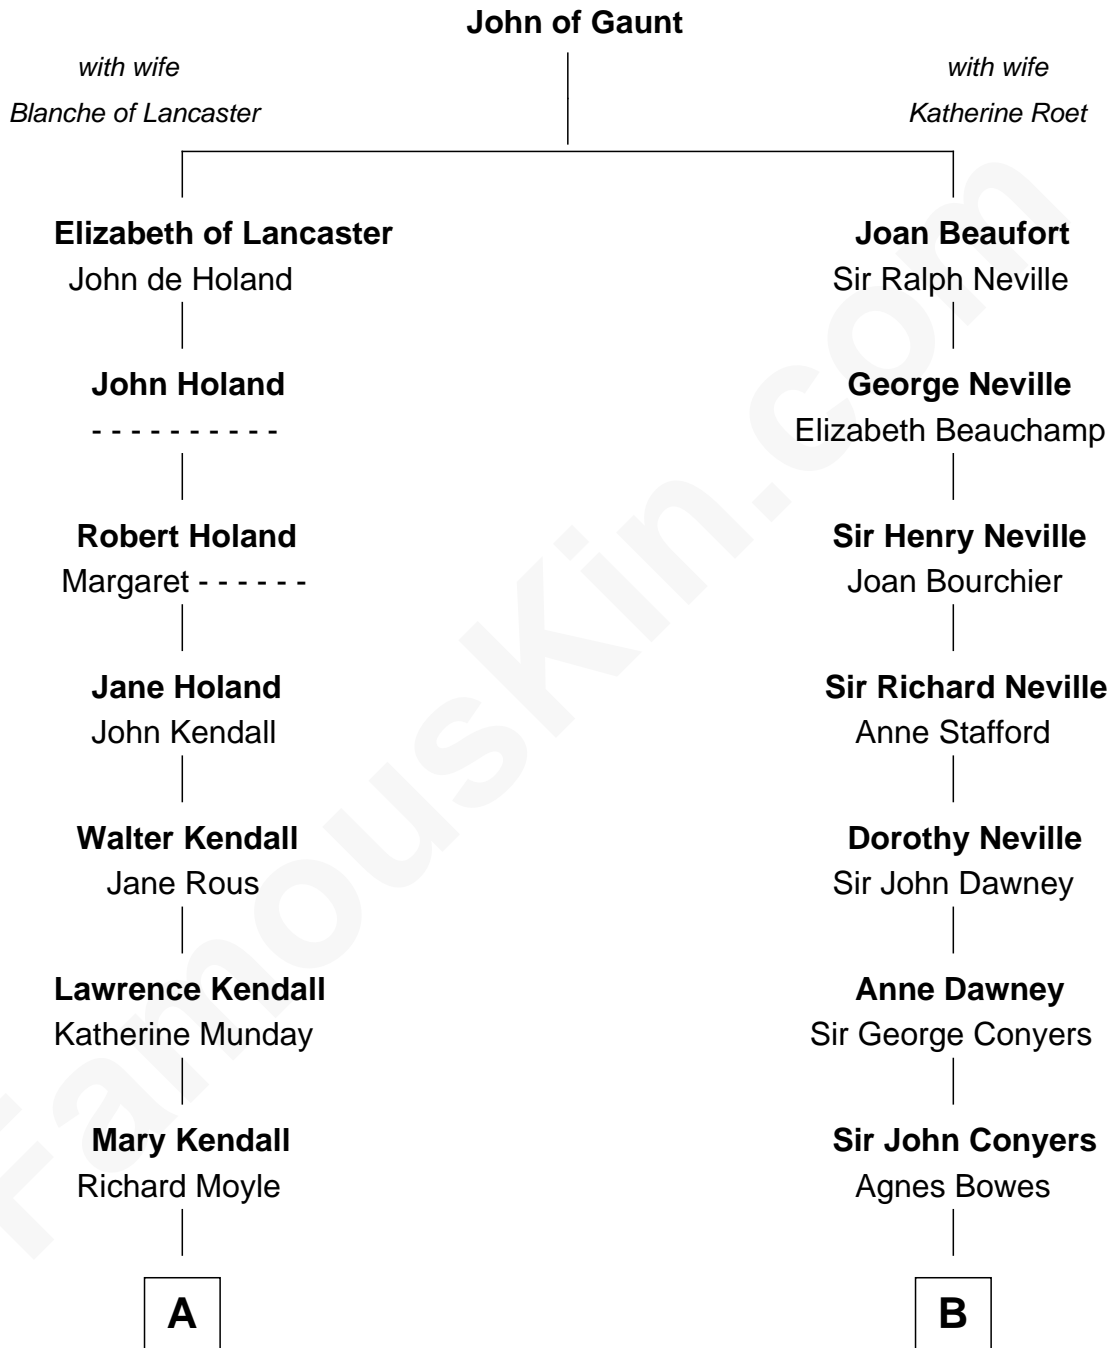 John of Gaunt
with wife
Blanche of Lancaster
with wife
Katherine Roet
Elizabeth of Lancaster
John de Holand
Joan Beaufort
Sir Ralph Neville
John Holand
- - - - - - - - - -
George Neville
Elizabeth Beauchamp
Robert Holand
Margaret - - - - - -
Sir Henry Neville
Joan Bourchier
Jane Holand
John Kendall
Sir Richard Neville
Anne Stafford
Walter Kendall
Jane Rous
Dorothy Neville
Sir John Dawney
Lawrence Kendall
Katherine Munday
Anne Dawney
Sir George Conyers
Mary Kendall
Richard Moyle
Sir John Conyers
Agnes Bowes
A
B
FamousKin.com